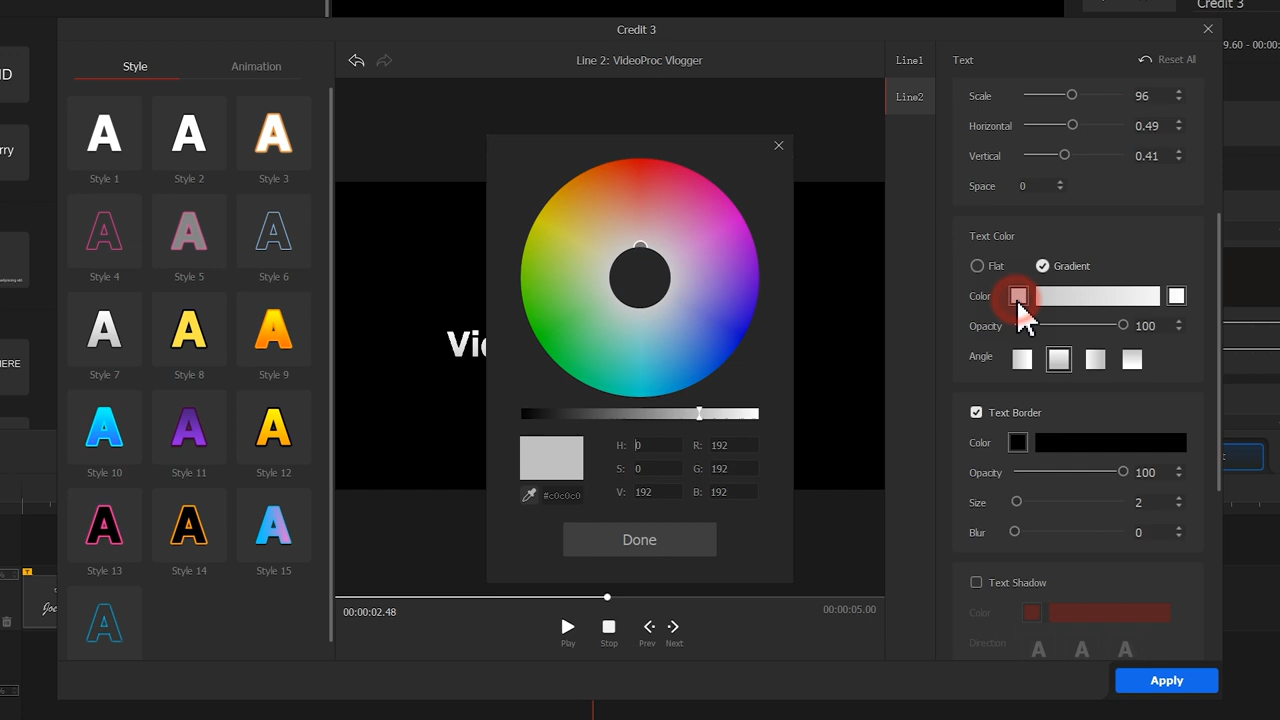 Credit 3
Credit 3
Style
Animation
Line 2: VideoProc Vlogger
Line1
Line2
Text
Reset All
Scale
96
Horizontal
0.49
Vertical
0.41
Space
0
Text Color
Flat
Gradient
Color
Opacity
100
Angle
Text Border
Color
Opacity
100
Size
2
Blur
0
Text Shadow
Color
Direction
A A A
A A A
Style 1
Style 2
Style 3
A A A
Style 4
Style 5
Style 6
A A A
Style 7
Style 8
Style 9
A A A
Style 10
Style 11
Style 12
A A A
Style 13
Style 14
Style 15
A
H: 0
R: 192
S: 0
G: 192
V: 192
B: 192
#c0c0c0
Done
00:00:02.48
00:00:05.00
Play
Stop
Prev
Next
Apply
9.60 - 00:00:
T